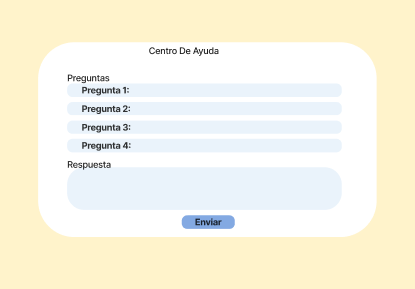 Centro De Ayuda
Preguntas
Pregunta 1:
Pregunta 2:
Pregunta 3:
Pregunta 4:
Respuesta
Enviar